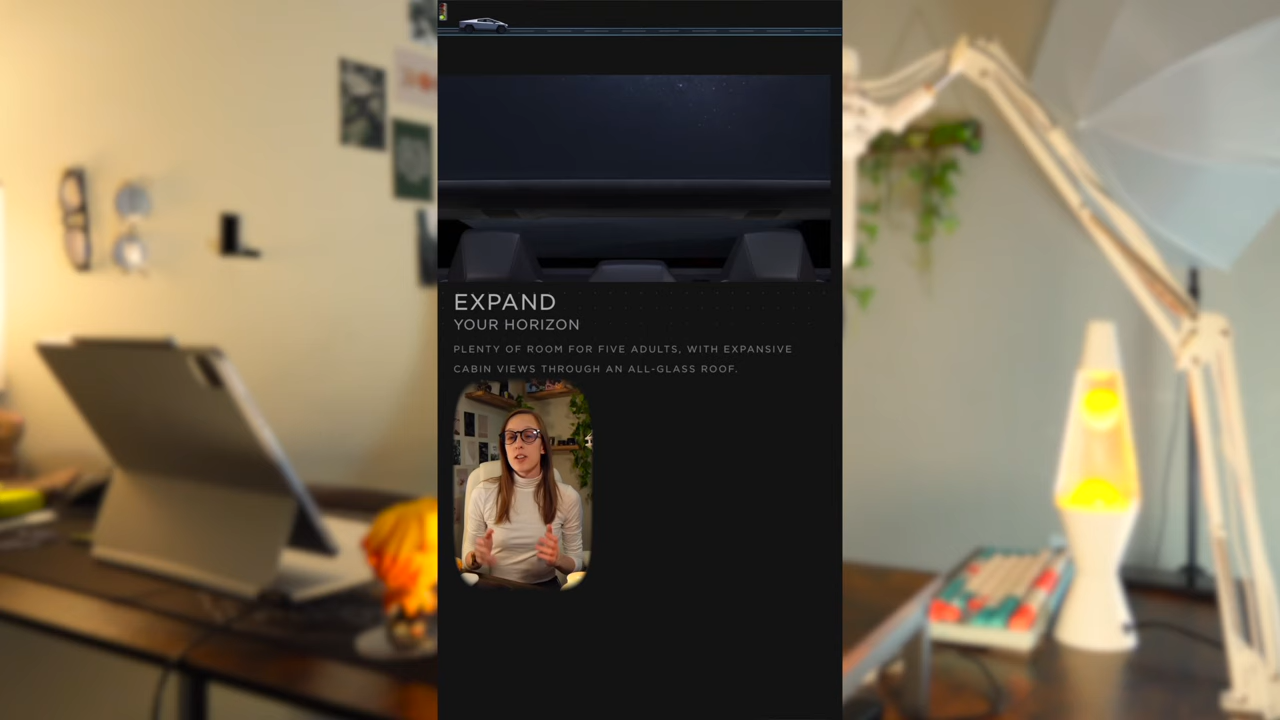 EXPAND
YOUR HORIZON
PLENTY OF ROOM FOR FIVE ADULTS, WITH EXPANSIVE
CABIN VIEWS THROUGH AN ALL-GLASS ROOF.